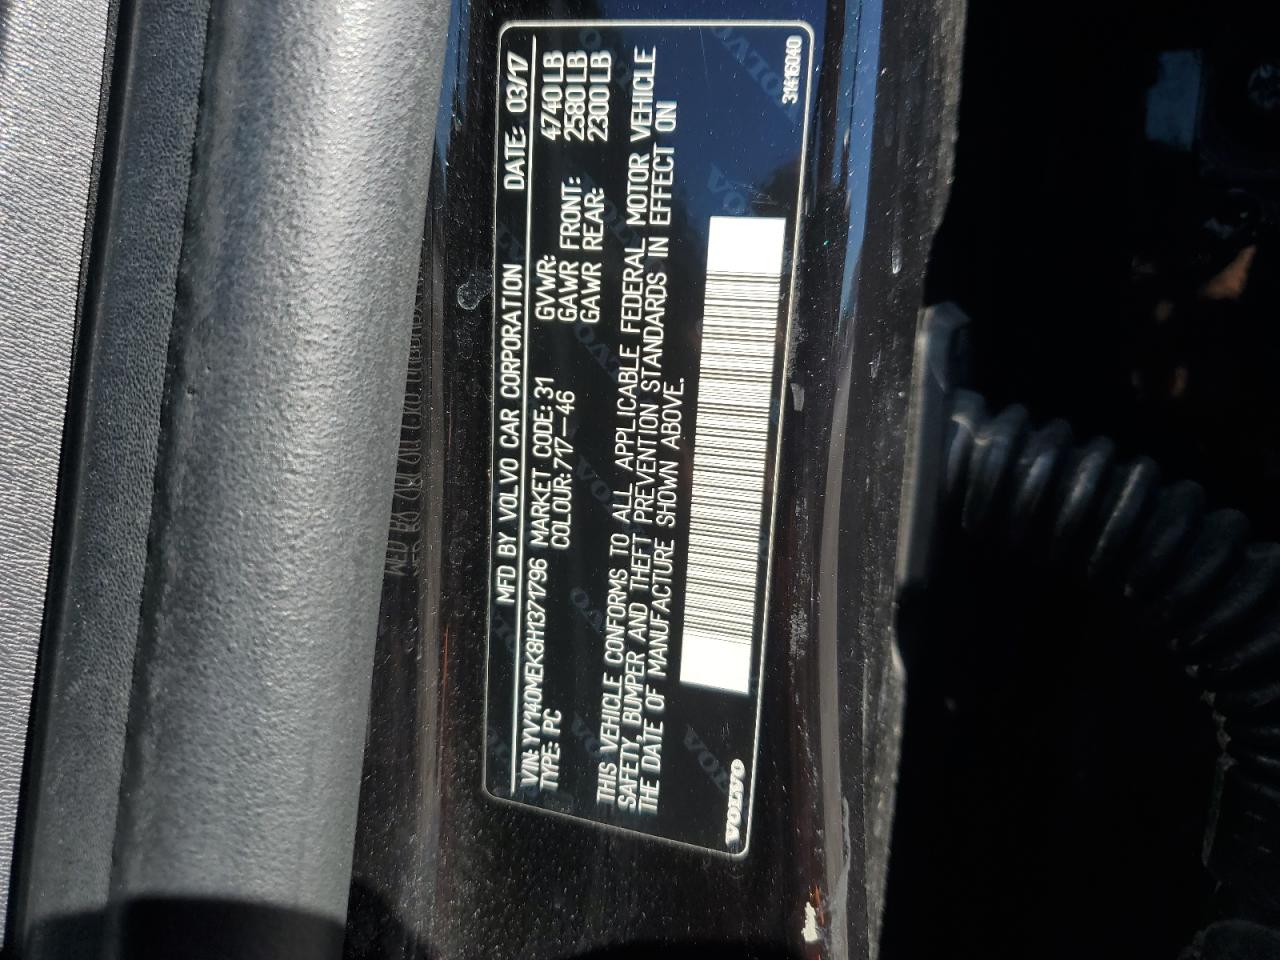 MFD BY VOLVO CAR CORPORATION DATE: 03/17
VIN: YV140MEK8H1371796 MARKET CODE: 31 GVWR: 4740LB
TYPE: PC COLOUR: 717-46 GAWR FRONT: 2580LB
GAWR REAR: 2300LB
THIS VEHICLE CONFORMS TO ALL APPLICABLE FEDERAL MOTOR VEHICLE
SAFETY, BUMPER AND THEFT PREVENTION STANDARDS IN EFFECT ON
THE DATE OF MANUFACTURE SHOWN ABOVE.
VOLVO
31416040